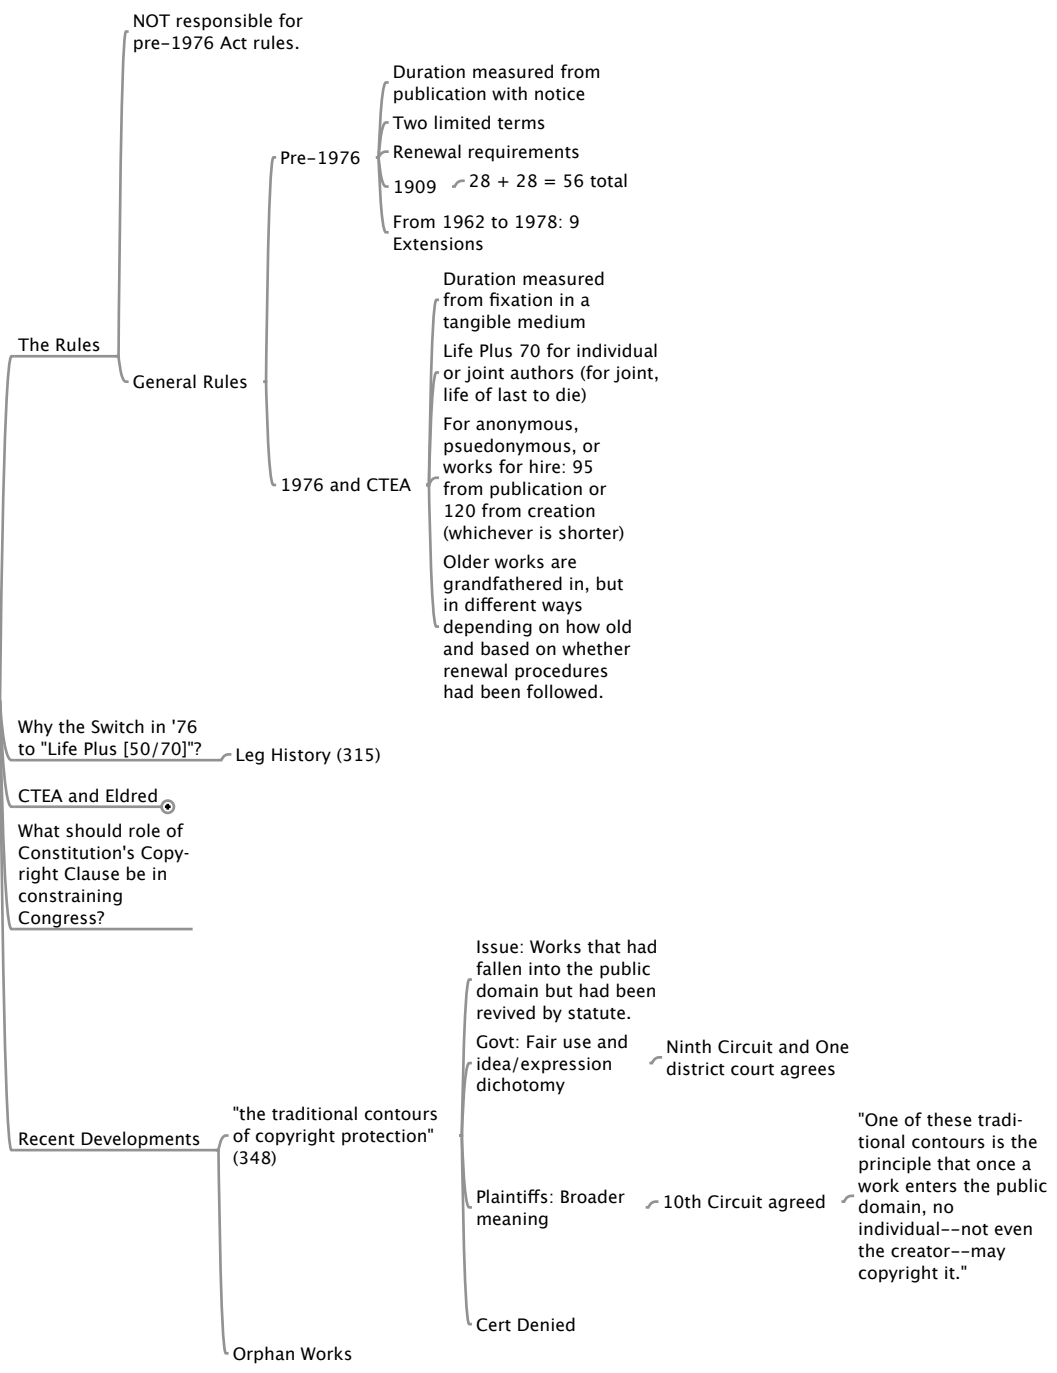 NOT responsible for
pre-1976 Act rules.
Duration measured from
publication with notice
Two limited terms
Pre-1976
Renewal requirements
1909
28 + 28 = 56 total
From 1962 to 1978: 9
Extensions
The Rules
General Rules
Duration measured
from fixation in a
tangible medium
Life Plus 70 for individual
or joint authors (for joint,
life of last to die)
1976 and CTEA
For anonymous,
psuedonymous, or
works for hire: 95
from publication or
120 from creation
(whichever is shorter)
Older works are
grandfathered in, but
in different ways
depending on how old
and based on whether
renewal procedures
had been followed.
Why the Switch in '76
to "Life Plus [50/70]"?
Leg History (315)
CTEA and Eldred
What should role of
Constitution's Copy-
right Clause be in
constraining
Congress?
Recent Developments
"the traditional contours
of copyright protection"
(348)
Issue: Works that had
fallen into the public
domain but had been
revived by statute.
Govt: Fair use and
idea/expression
dichotomy
Ninth Circuit and One
district court agrees
Plaintiffs: Broader
meaning
10th Circuit agreed
"One of these tradi-
tional contours is the
principle that once a
work enters the public
domain, no
individual--not even
the creator--may
copyright it."
Cert Denied
Orphan Works